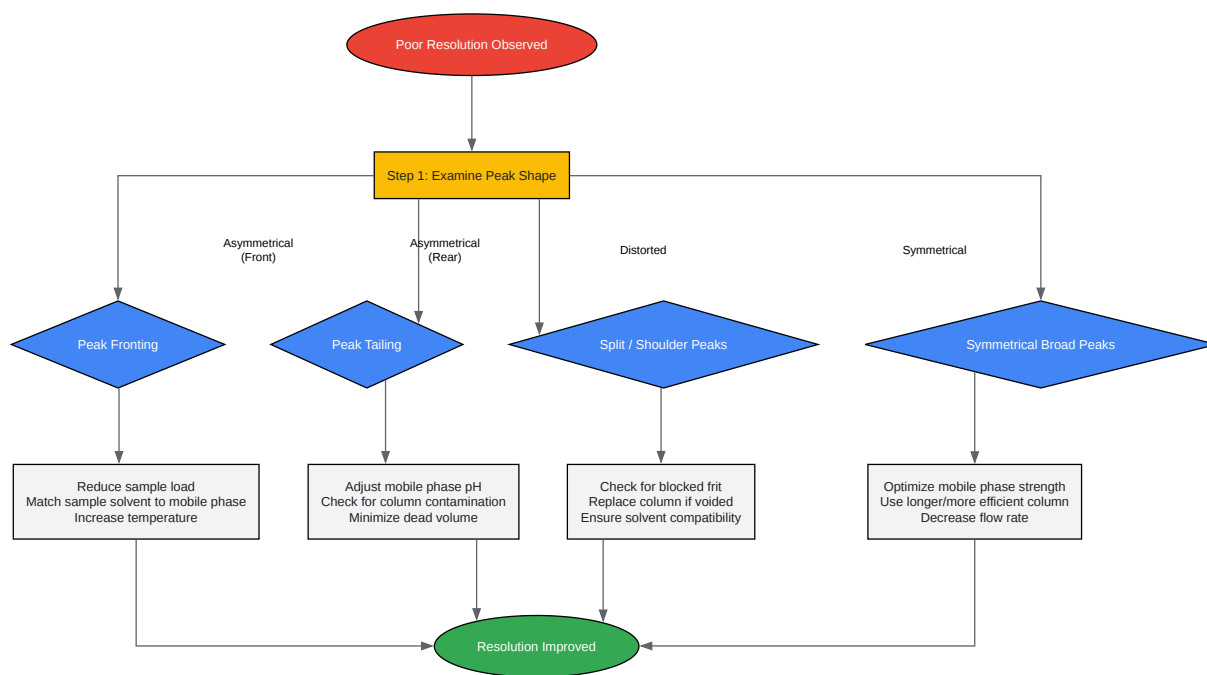 Poor Resolution Observed
Step 1: Examine Peak Shape
Asymmetrical
(Front)
Asymmetrical
(Rear)
Distorted
Symmetrical
Peak Fronting
Peak Tailing
Split / Shoulder Peaks
Symmetrical Broad Peaks
Reduce sample load
Match sample solvent to mobile phase
Increase temperature
Adjust mobile phase pH
Check for column contamination
Minimize dead volume
Check for blocked frit
Replace column if voided
Ensure solvent compatibility
Optimize mobile phase strength
Use longer/more efficient column
Decrease flow rate
Resolution Improved